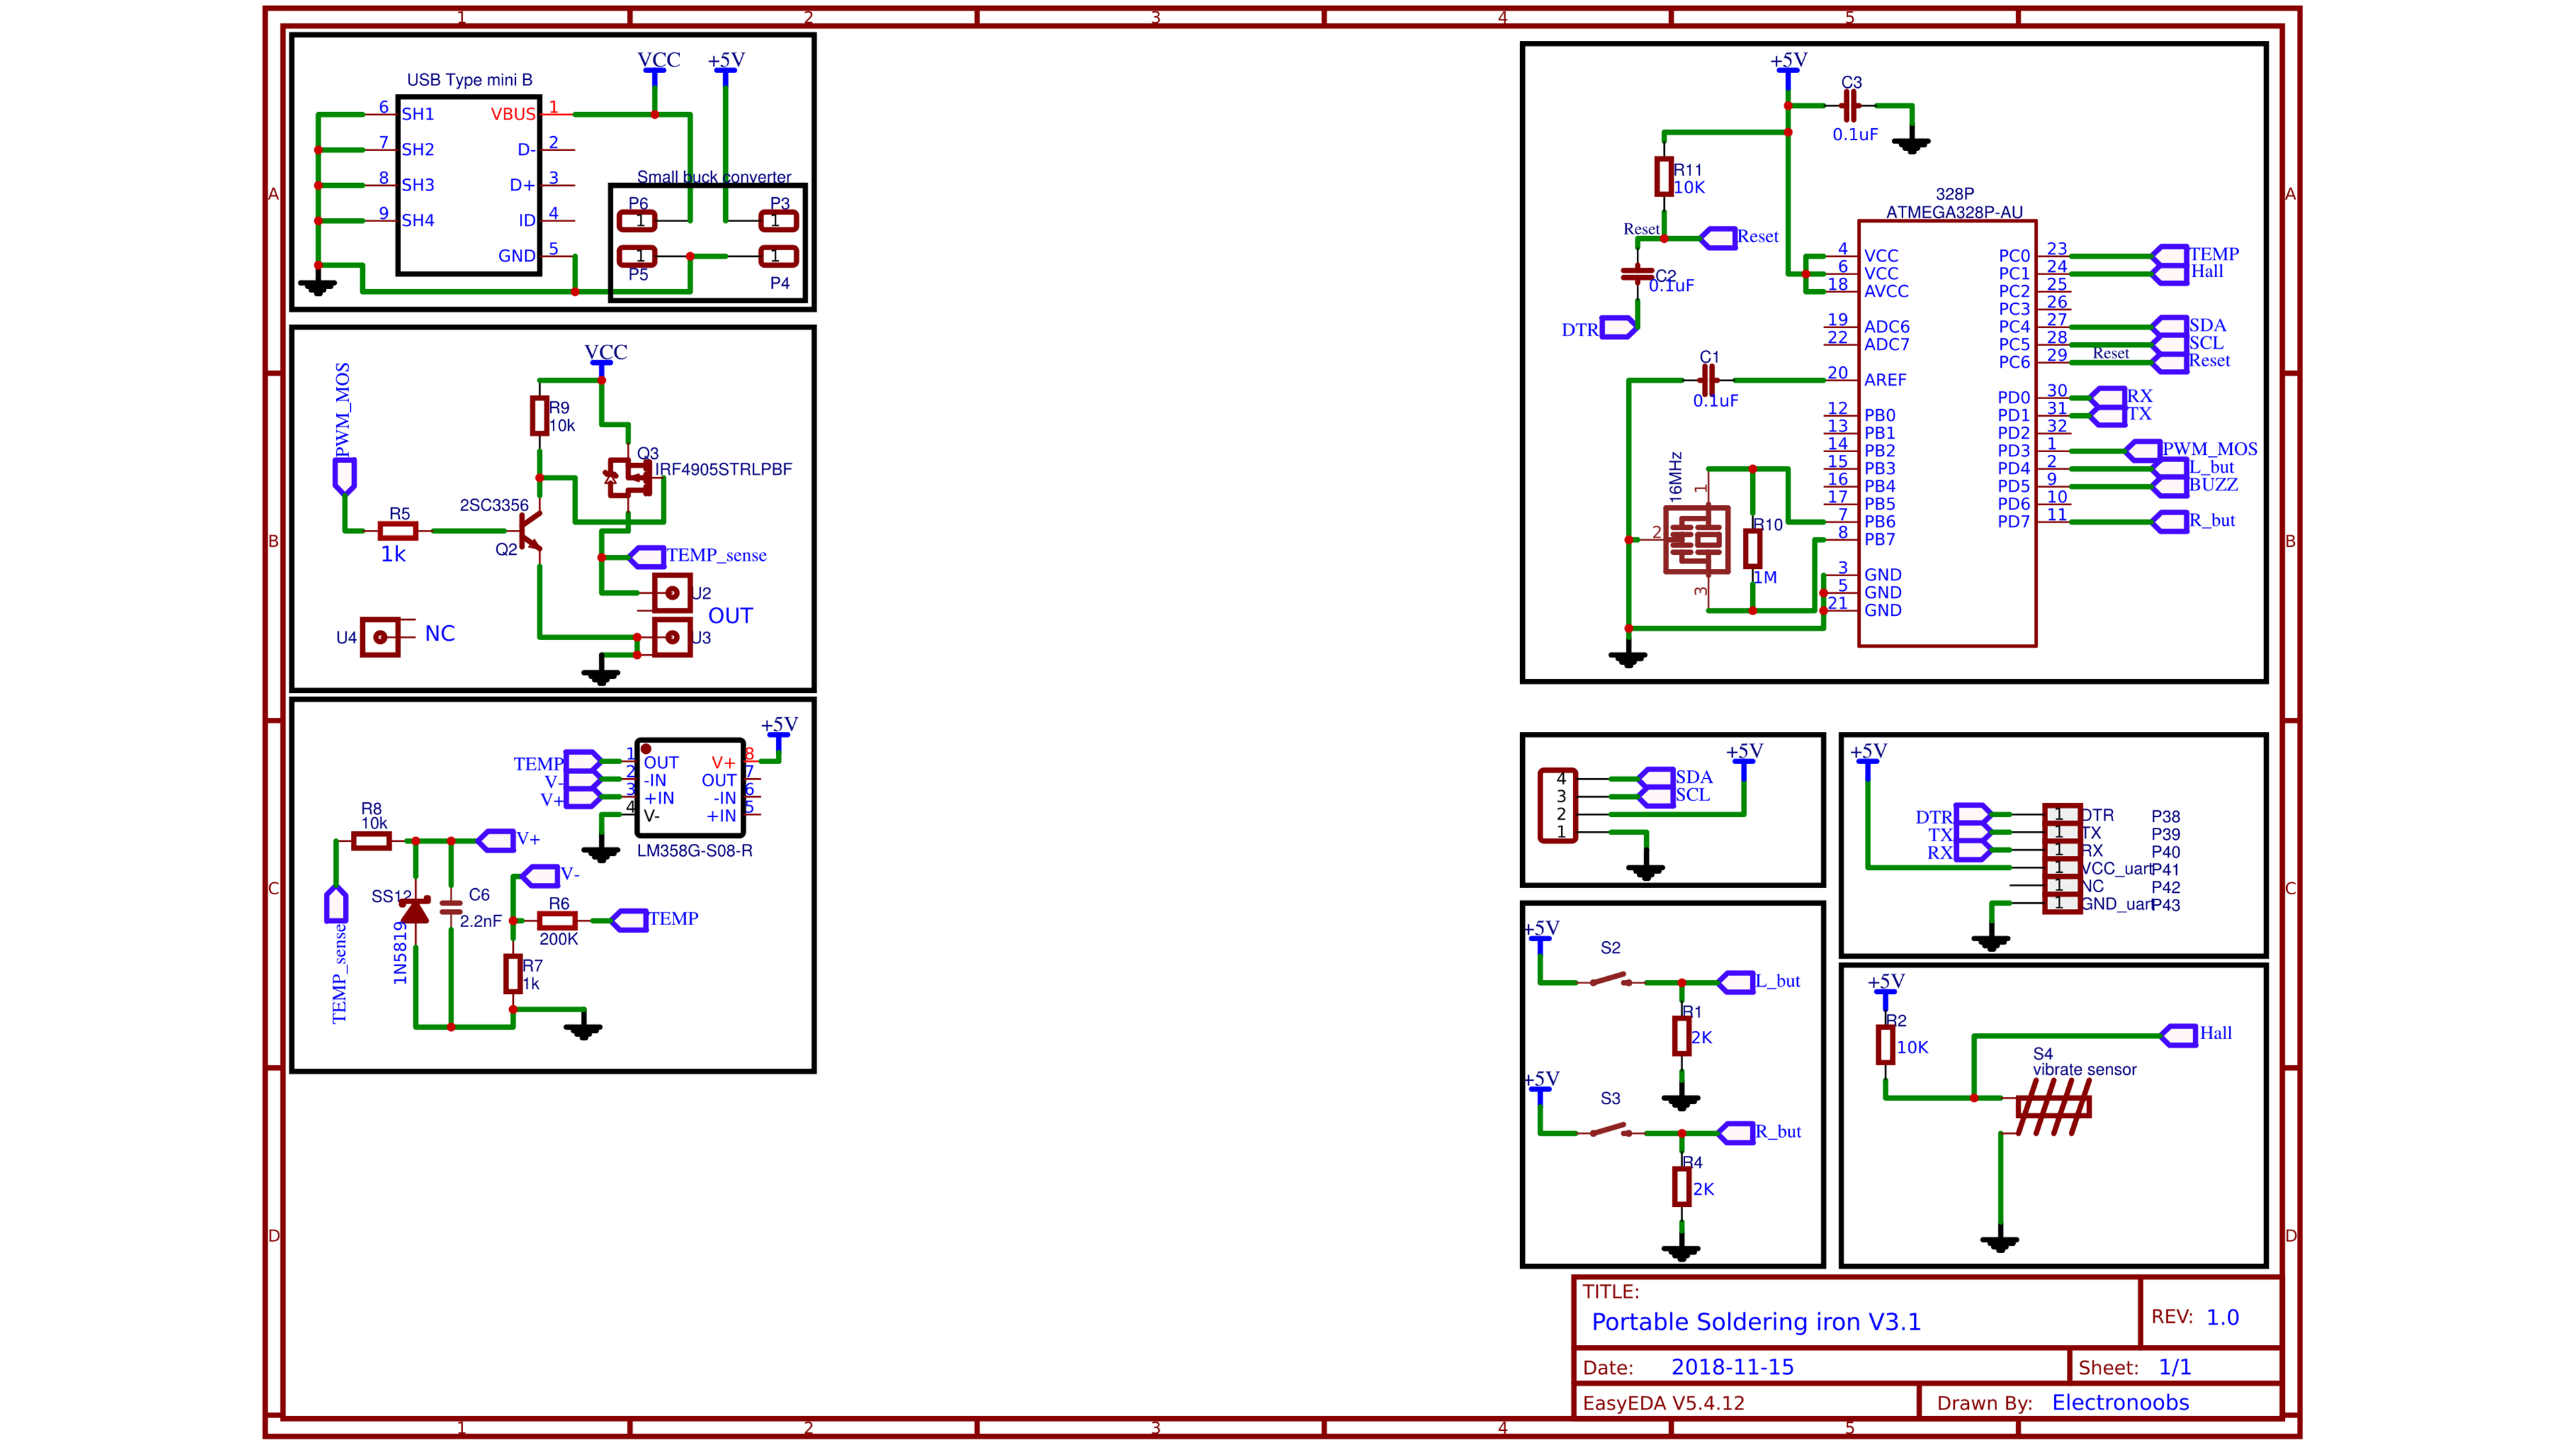 1 2 3 4 5
A
B
C
D
USB Type mini B
VCC +5V
6 SH1 VBUS 1
7 SH2 D- 2
8 SH3 D+ 3
9 SH4 ID 4
GND 5
Small buck converter
P6 P3
1 1
1 1
P5 P4
VCC
PWM_MOS
R9
10k
Q3
IRF4905STRLPBF
2SC3356
R5
1k
Q2
TEMP_sense
U2
OUT
U4 NC U3
+5V
TEMP 1 OUT V+ 8
V- 2 -IN OUT 7
V+ 3 +IN -IN 6
4 V- +IN 5
LM358G-S08-R
R8
10k
V+
V-
SS12
1N5819
C6
2.2nF
R6
200K
TEMP
R7
1k
TEMP_sense
+5V
C3
0.1uF
R11
10K
Reset Reset
C2
0.1uF
DTR
328P
ATMEGA328P-AU
4 VCC PC0 23 TEMP
6 VCC PC1 24 Hall
18 AVCC PC2 25
PC3 26
19 ADC6 PC4 27 SDA
22 ADC7 PC5 28 SCL
PC6 29 Reset Reset
C1
0.1uF
20 AREF
PD0 30 RX
12 PB0 PD1 31 TX
13 PB1 PD2 32
14 PB2 PD3 1 PWM_MOS
15 PB3 PD4 2 L_but
16 PB4 PD5 9 BUZZ
17 PB5 PD6 10
7 PB6 PD7 11 R_but
8 PB7
3 GND
5 GND
21 GND
16MHz
1
2
3
R10
1M
+5V
4 SDA
3 SCL
2
1
+5V
DTR 1 DTR P38
TX 1 TX P39
RX 1 RX P40
1 VCC_uart P41
1 NC P42
1 GND_uart P43
+5V
S2
L_but
R1
2K
+5V
S3
R_but
R4
2K
+5V
R2
10K
Hall
S4
vibrate sensor
A
B
C
D
TITLE:
Portable Soldering iron V3.1
REV: 1.0
Date: 2018-11-15
Sheet: 1/1
EasyEDA V5.4.12
Drawn By: Electronoobs
1 2 3 4 5